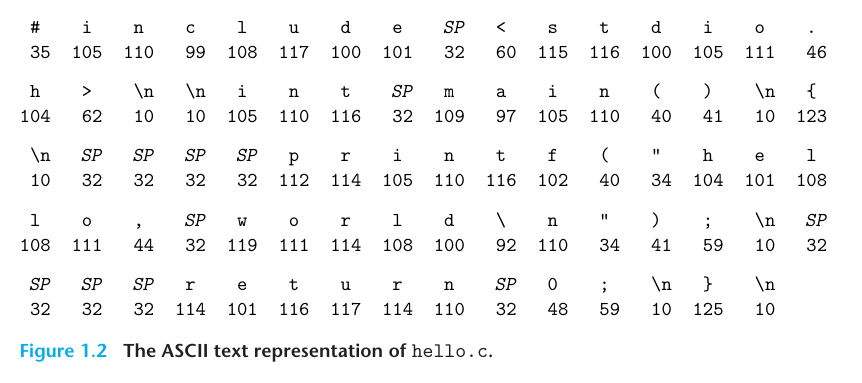 # i n c l u d e SP < s t d i o .
35 105 110 99 108 117 100 101 32 60 115 116 100 105 111 46
h > \n \n i n t SP m a i n ( ) \n {
104 62 10 10 105 110 116 32 109 97 105 110 40 41 10 123
\n SP SP SP SP p r i n t f ( " h e l
10 32 32 32 32 112 114 105 110 116 102 40 34 104 101 108
l o , SP w o r l d \ n " ) ; \n SP
108 111 44 32 119 111 114 108 100 92 110 34 41 59 10 32
SP SP SP r e t u r n SP 0 ; \n } \n
32 32 32 114 101 116 117 114 110 32 48 59 10 125 10
Figure 1.2 The ASCII text representation of hello.c.